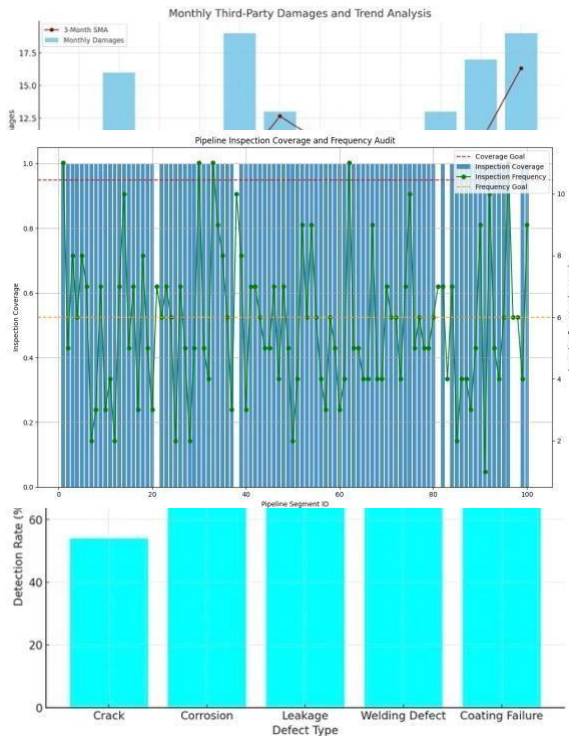 Monthly Third-Party Damages and Trend Analysis
3-Month SMA
Monthly Damages
17.5
15.0
12.5
Pipeline Inspection Coverage and Frequency Audit
Coverage Goal
Inspection Coverage
Inspection Frequency
Frequency Goal
1.0
0.8
0.6
0.4
0.2
0.0
Inspection Coverage
10
8
6
4
2
0
20
40
60
80
100
Pipeline Segment ID
Detection Rate (%
60
40
20
0
Crack
Corrosion
Leakage
Welding Defect
Coating Failure
Defect Type